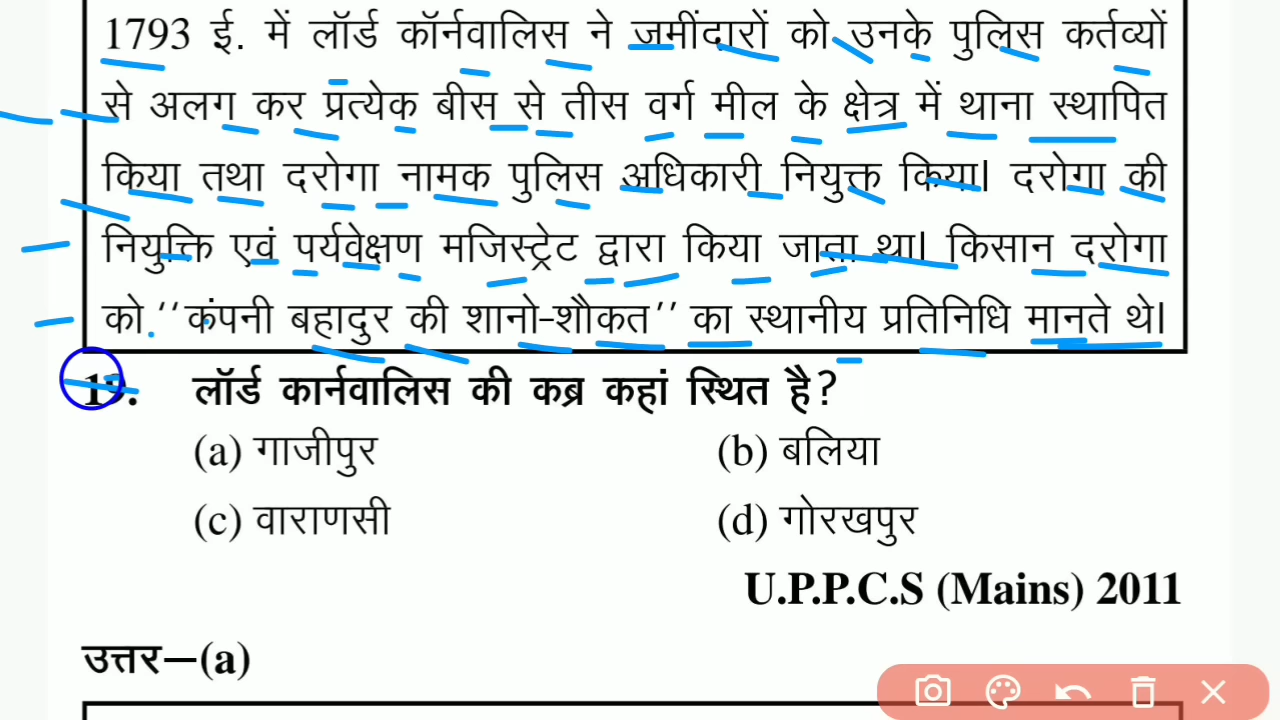 1793 ई. में लॉर्ड कॉर्नवालिस ने जमींदारों को उनके पुलिस कर्तव्यों
से अलग कर प्रत्येक बीस से तीस वर्ग मील के क्षेत्र में थाना स्थापित
किया तथा दरोगा नामक पुलिस अधिकारी नियुक्त किया। दरोगा की
नियुक्ति एवं पर्यवेक्षण मजिस्ट्रेट द्वारा किया जाता था। किसान दरोगा
को ''कंपनी बहादुर की शानो-शौकत'' का स्थानीय प्रतिनिधि मानते थे।
19. लॉर्ड कार्नवालिस की कब्र कहां स्थित है?
(a) गाजीपुर (b) बलिया
(c) वाराणसी (d) गोरखपुर
U.P.P.C.S (Mains) 2011
उत्तर—(a)